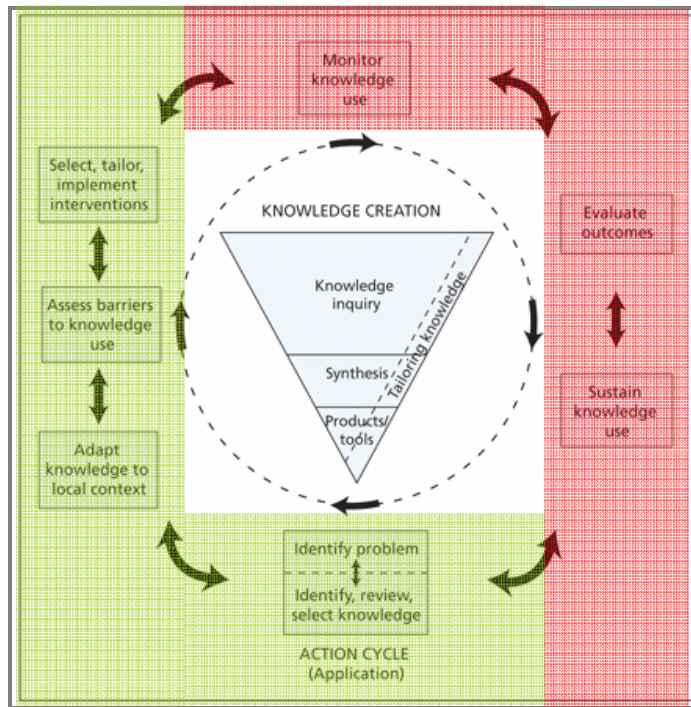 Monitor
knowledge
use
Select, tailor,
implement
interventions
Evaluate
outcomes
KNOWLEDGE CREATION
Knowledge
inquiry
Tailoring knowledge
Assess barriers
to knowledge
use
Synthesis
Sustain
knowledge
use
Products/
tools
Adapt
knowledge to
local context
Identify problem
Identify, review,
select knowledge
ACTION CYCLE
(Application)